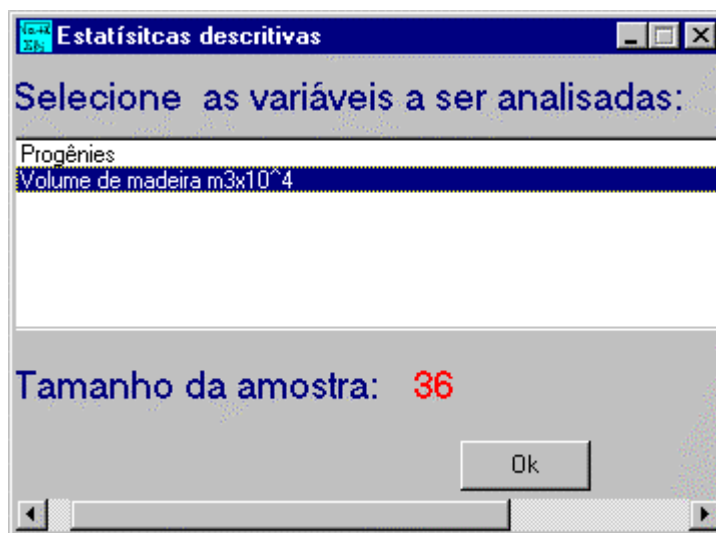 Estatísitcas descritivas
Selecione as variáveis a ser analisadas:
Progênies
Volume de madeira m3x10^4
Tamanho da amostra: 36
Ok